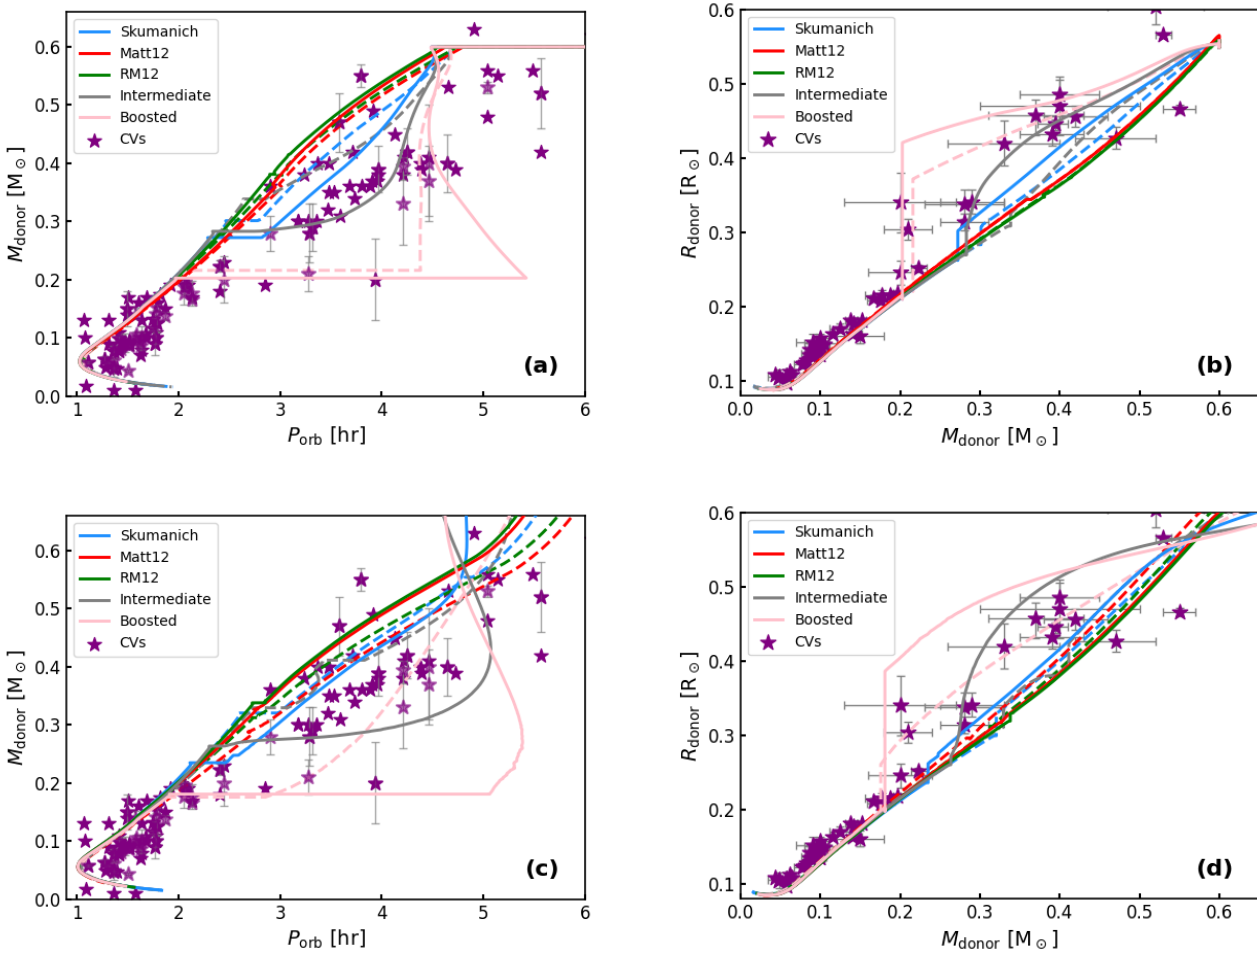 Skumanich
Matt12
RM12
Intermediate
Boosted
CVs
0.6
0.5
0.4
0.3
0.2
0.1
0.0
M_donor [M_⊙]
(a)
1 2 3 4 5 6
P_orb [hr]
Skumanich
Matt12
RM12
Intermediate
Boosted
CVs
0.6
0.5
0.4
0.3
0.2
0.1
R_donor [R_⊙]
(b)
0.0 0.1 0.2 0.3 0.4 0.5 0.6
M_donor [M_⊙]
Skumanich
Matt12
RM12
Intermediate
Boosted
CVs
0.6
0.5
0.4
0.3
0.2
0.1
0.0
M_donor [M_⊙]
(c)
1 2 3 4 5 6
P_orb [hr]
Skumanich
Matt12
RM12
Intermediate
Boosted
CVs
0.6
0.5
0.4
0.3
0.2
0.1
R_donor [R_⊙]
(d)
0.0 0.1 0.2 0.3 0.4 0.5 0.6
M_donor [M_⊙]